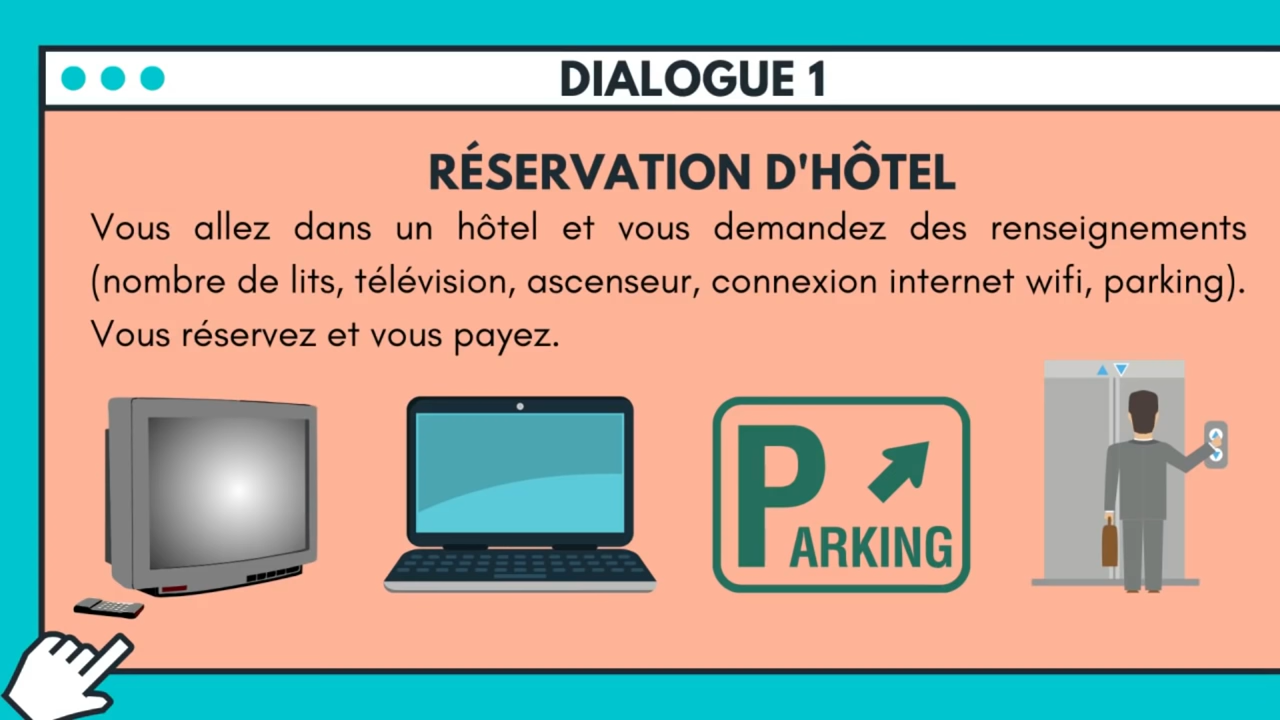 DIALOGUE 1
RÉSERVATION D'HÔTEL
Vous allez dans un hôtel et vous demandez des renseignements
(nombre de lits, télévision, ascenseur, connexion internet wifi, parking).
Vous réservez et vous payez.
PARKING